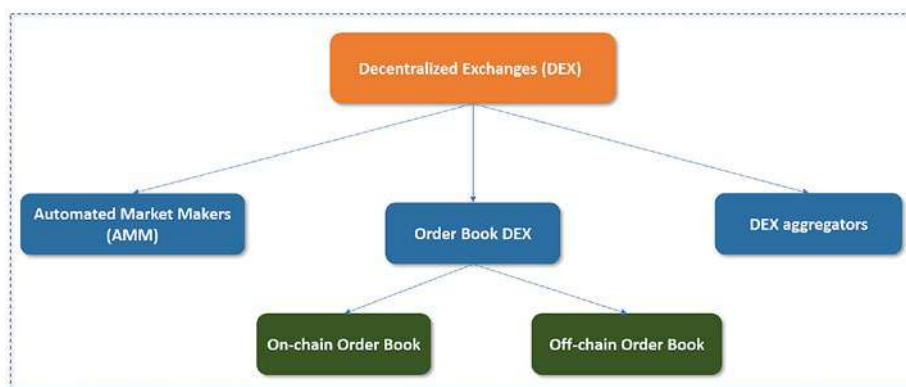 Decentralized Exchanges (DEX)
Automated Market Makers
(AMM)
Order Book DEX
DEX aggregators
On-chain Order Book
Off-chain Order Book